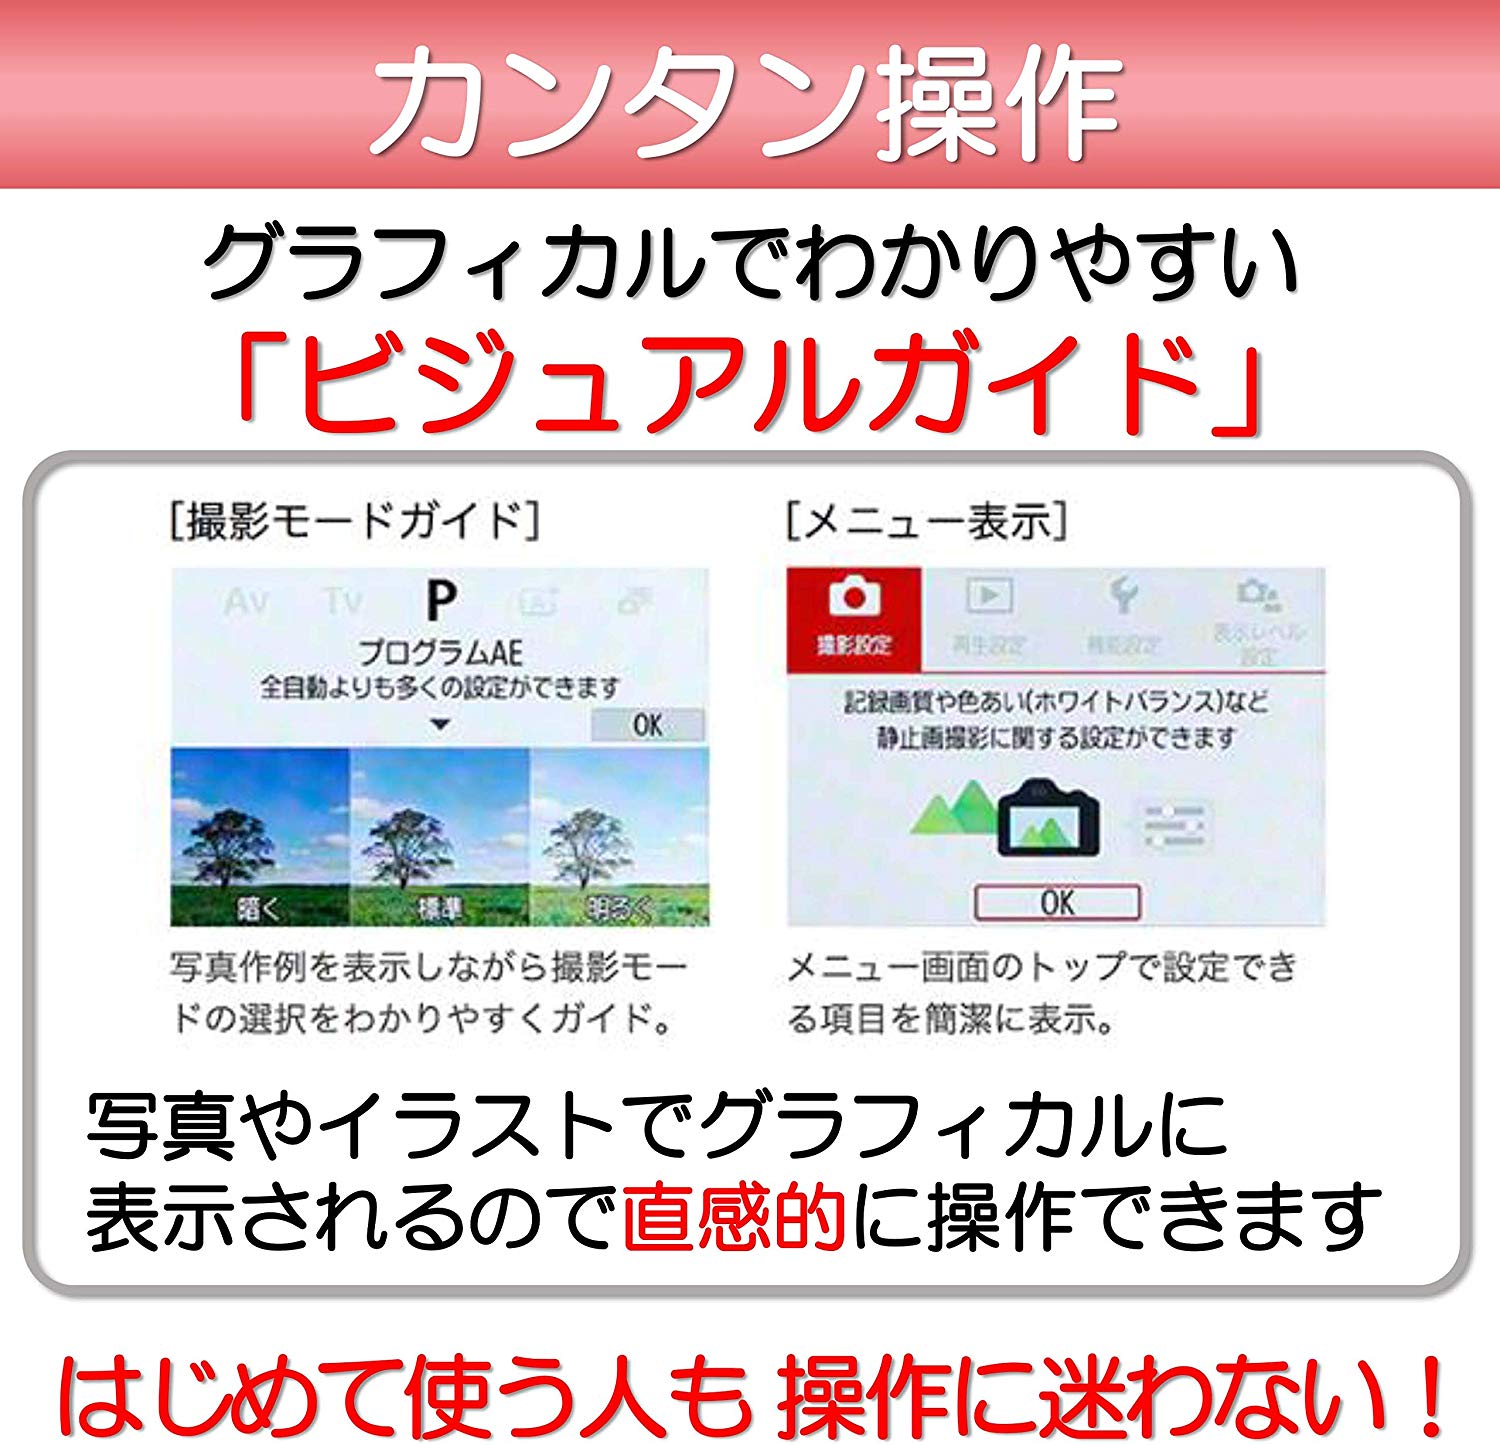 カンタン操作
グラフィカルでわかりやすい
「ビジュアルガイド」
[撮影モードガイド]
Av Tv P A+
プログラムAE
全自動よりも多くの設定ができます
OK
暗く 標準 明るく
写真作例を表示しながら撮影モー
ドの選択をわかりやすくガイド。
[メニュー表示]
撮影設定 再生設定 機能設定 表示レベル
設定
記録画質や色あい(ホワイトバランス)など
静止画撮影に関する設定ができます
OK
メニュー画面のトップで設定でき
る項目を簡潔に表示。
写真やイラストでグラフィカルに
表示されるので直感的に操作できます
はじめて使う人も 操作に迷わない！